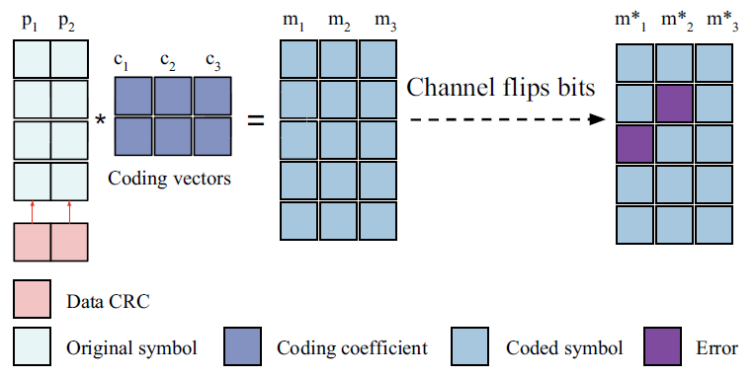 p1 p2
c1 c2 c3
* =
Coding vectors
m1 m2 m3
Channel flips bits
m*1 m*2 m*3
Data CRC
Original symbol
Coding coefficient
Coded symbol
Error